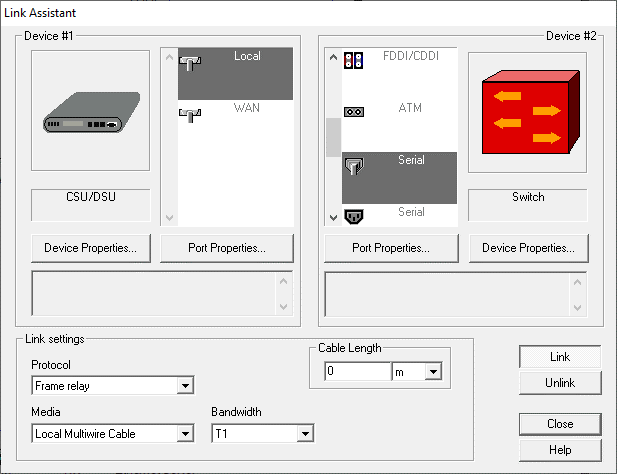 Link Assistant
Device #1
Device #2
Local
WAN
FDDI/CDDI
ATM
Serial
Serial
CSU/DSU
Switch
Device Properties...
Port Properties...
Port Properties...
Device Properties...
Link settings
Protocol
Frame relay
Cable Length
0
m
Media
Local Multiwire Cable
Bandwidth
T1
Link
Unlink
Close
Help